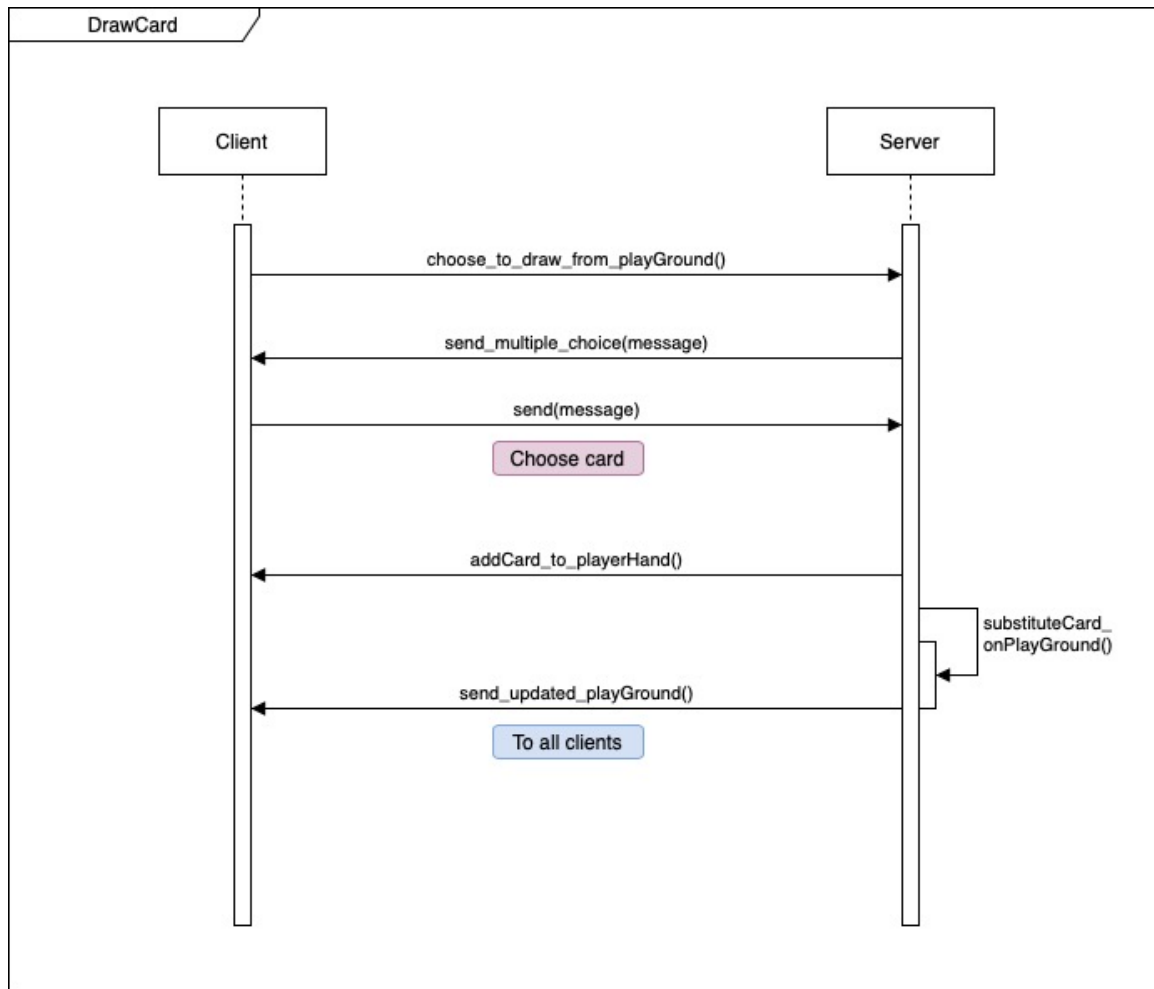 DrawCard
Client
Server
choose_to_draw_from_playGround()
send_multiple_choice(message)
send(message)
Choose card
addCard_to_playerHand()
substituteCard_
onPlayGround()
send_updated_playGround()
To all clients